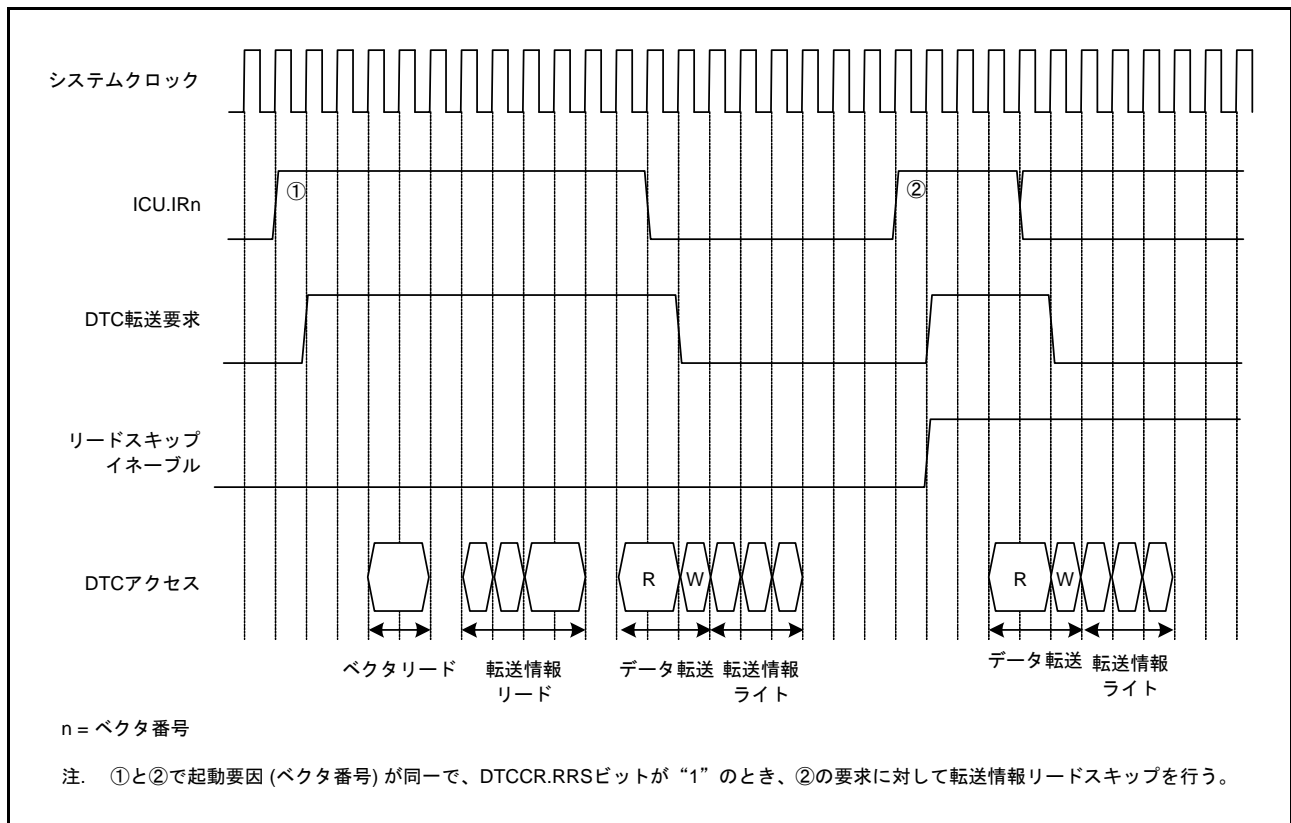 システムクロック
ICU.IRn
①
②
DTC転送要求
リードスキップ
イネーブル
DTCアクセス
R
W
R
W
ベクタリード
転送情報
リード
データ転送
転送情報
ライト
データ転送
転送情報
ライト
n = ベクタ番号
注. ①と②で起動要因 (ベクタ番号) が同一で、DTCCR.RRSビットが“1”のとき、②の要求に対して転送情報リードスキップを行う。